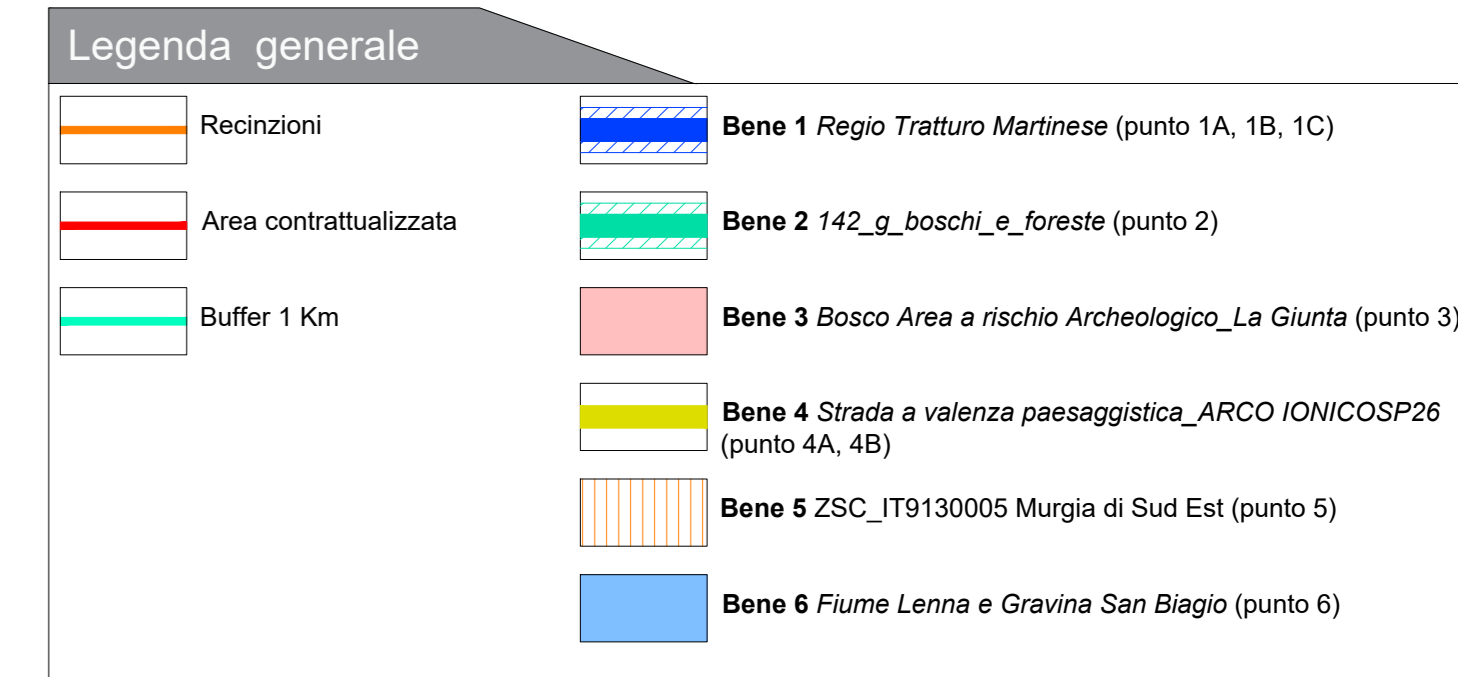 Legenda generale
Recinzioni
Area contrattualizzata
Buffer 1 Km
Bene 1 Regio Tratturo Martinese (punto 1A, 1B, 1C)
Bene 2 142_g_boschi_e_foreste (punto 2)
Bene 3 Bosco Area a rischio Archeologico_La Giunta (punto 3)
Bene 4 Strada a valenza paesaggistica_ARCO IONICOSP26
(punto 4A, 4B)
Bene 5 ZSC_IT9130005 Murgia di Sud Est (punto 5)
Bene 6 Fiume Lenna e Gravina San Biagio (punto 6)